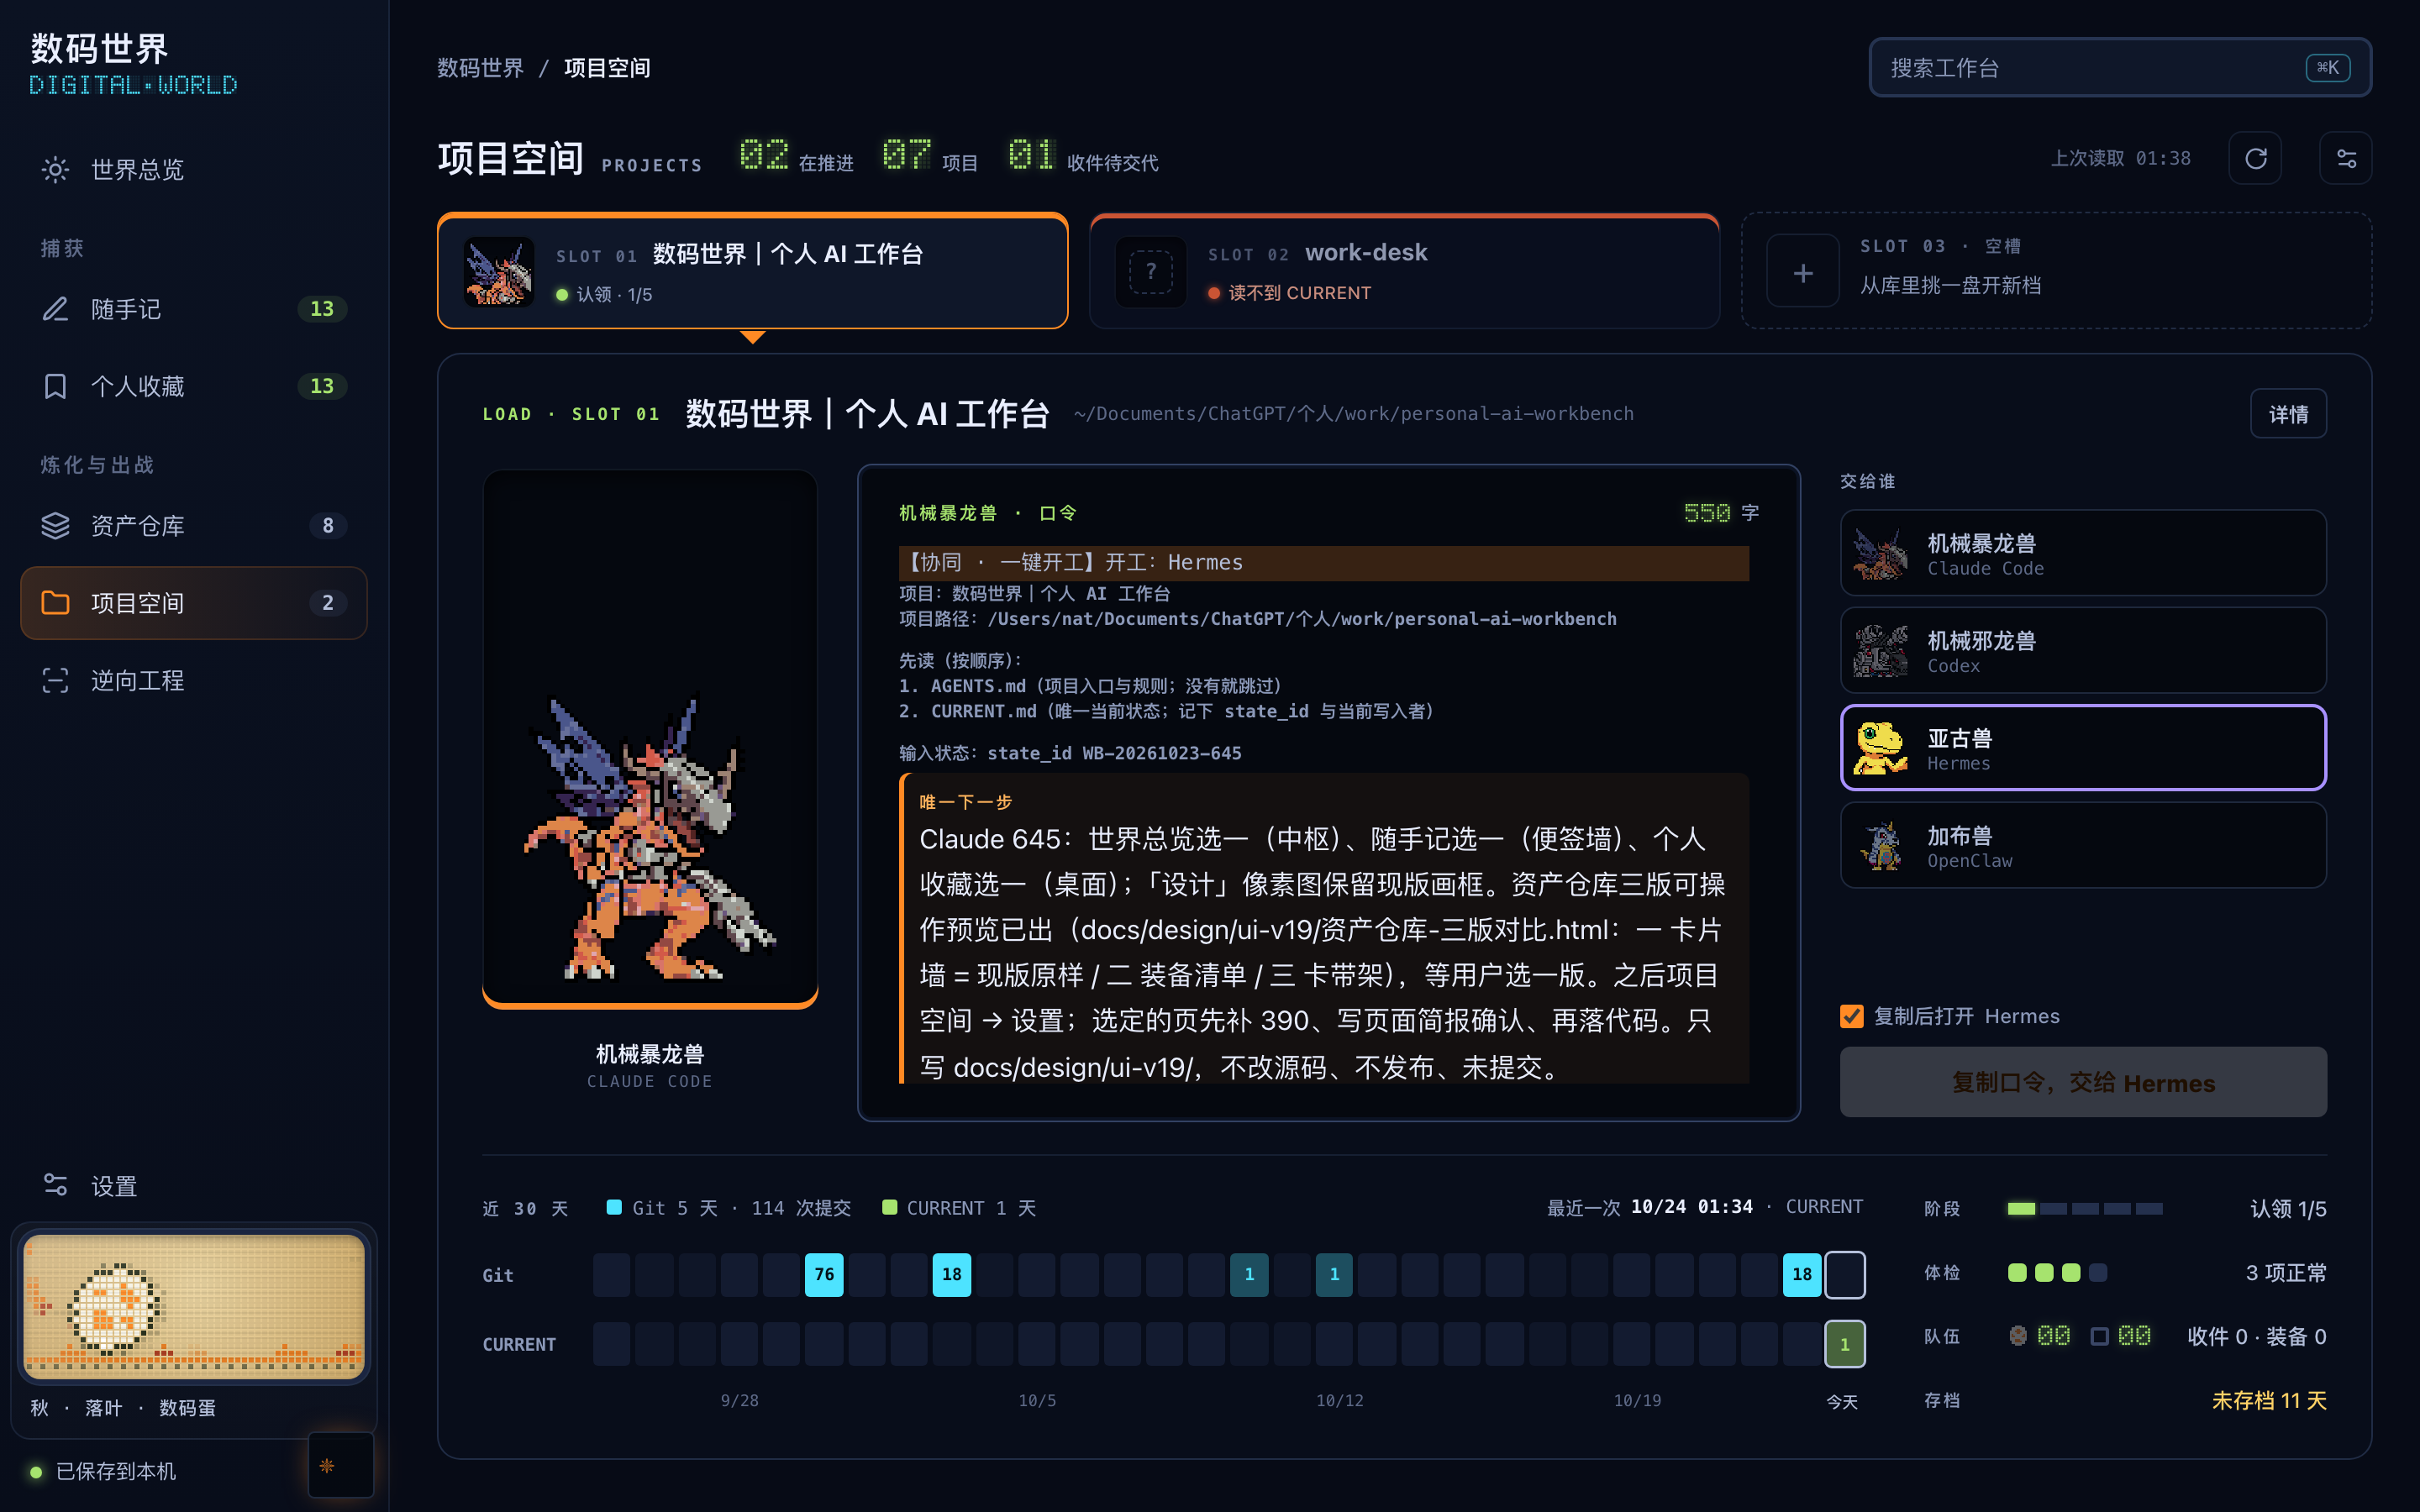 数码世界
DIGITAL·WORLD
世界总览
捕获
随手记 13
个人收藏 13
炼化与出战
资产仓库 8
项目空间 2
逆向工程
设置
秋 · 落叶 · 数码蛋
已保存到本机
数码世界 / 项目空间
搜索工作台 ⌘K
项目空间 PROJECTS 02 在推进 07 项目 01 收件待交代
上次读取 01:38
SLOT 01 数码世界｜个人 AI 工作台
认领 · 1/5
? SLOT 02 work-desk
读不到 CURRENT
+ SLOT 03 · 空槽
从库里挑一盘开新档
LOAD · SLOT 01 数码世界｜个人 AI 工作台 ~/Documents/ChatGPT/个人/work/personal-ai-workbench
详情
机械暴龙兽
CLAUDE CODE
机械暴龙兽 · 口令 550 字
【协同 · 一键开工】开工：Hermes
项目：数码世界｜个人 AI 工作台
项目路径：/Users/nat/Documents/ChatGPT/个人/work/personal-ai-workbench
先读（按顺序）：
1. AGENTS.md（项目入口与规则；没有就跳过）
2. CURRENT.md（唯一当前状态；记下 state_id 与当前写入者）
输入状态：state_id WB-20261023-645
唯一下一步
Claude 645：世界总览选一（中枢）、随手记选一（便签墙）、个人
收藏选一（桌面）；「设计」像素图保留现版画框。资产仓库三版可操
作预览已出（docs/design/ui-v19/资产仓库-三版对比.html：一 卡片
墙 = 现版原样 / 二 装备清单 / 三 卡带架），等用户选一版。之后项目
空间 → 设置；选定的页先补 390、写页面简报确认、再落代码。只
写 docs/design/ui-v19/，不改源码、不发布、未提交。
交给谁
机械暴龙兽
Claude Code
机械邪龙兽
Codex
亚古兽
Hermes
加布兽
OpenClaw
复制后打开 Hermes
复制口令，交给 Hermes
近 30 天 Git 5 天 · 114 次提交 CURRENT 1 天 最近一次 10/24 01:34 · CURRENT
Git 76 18 1 1 18
CURRENT 1
9/28 10/5 10/12 10/19 今天
阶段 认领 1/5
体检 3 项正常
队伍 00 00 收件 0 · 装备 0
存档 未存档 11 天